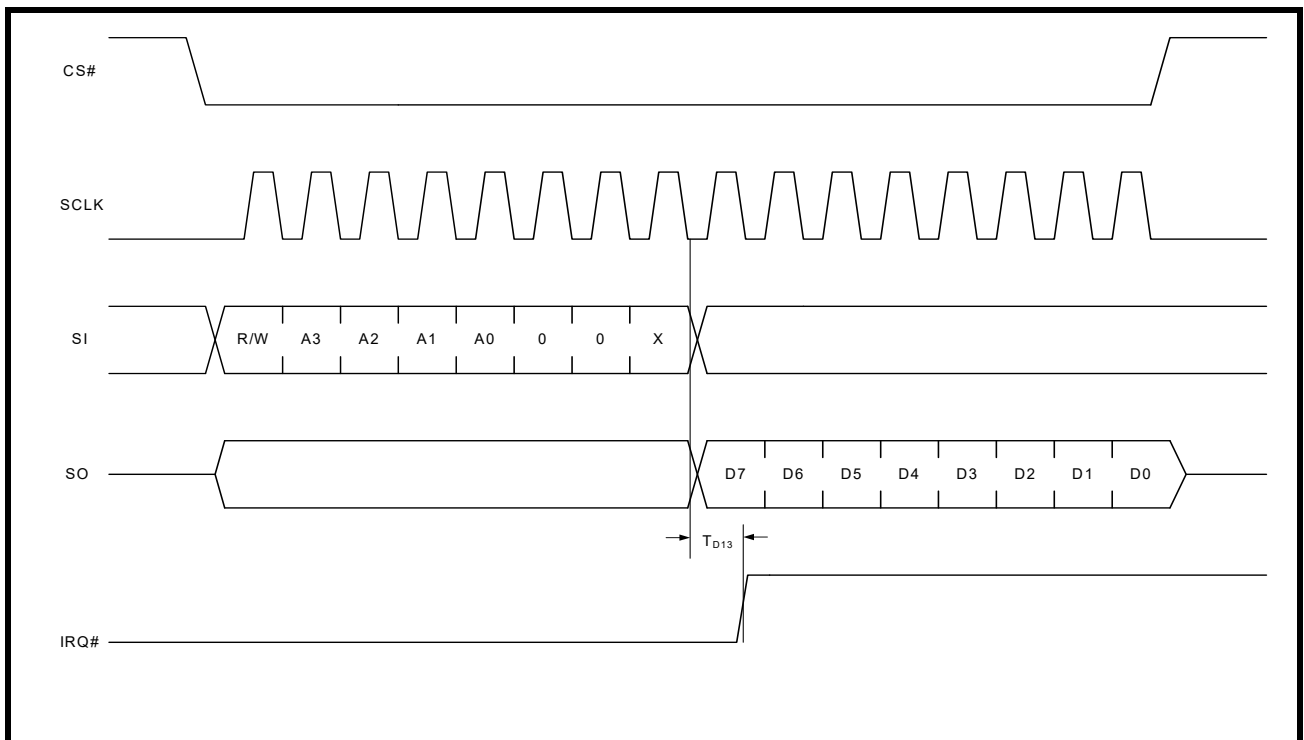 CS#
SCLK
SI R/W A3 A2 A1 A0 0 0 X
SO D7 D6 D5 D4 D3 D2 D1 D0
TD13
IRQ#